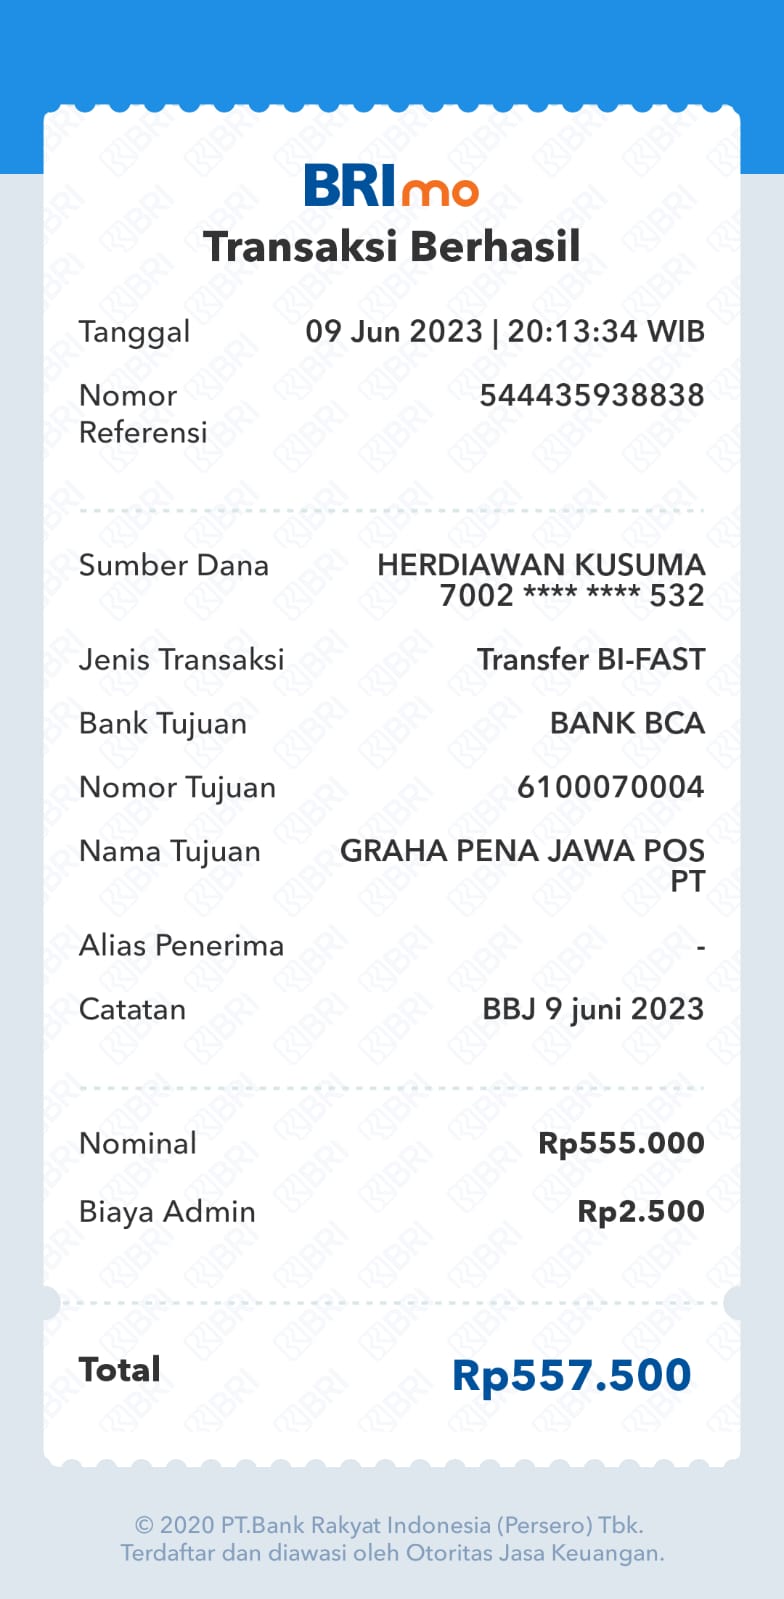 BRImo
Transaksi Berhasil
Tanggal 09 Jun 2023 | 20:13:34 WIB
Nomor Referensi 544435938838
Sumber Dana HERDIAWAN KUSUMA
7002 **** **** 532
Jenis Transaksi Transfer BI-FAST
Bank Tujuan BANK BCA
Nomor Tujuan 6100070004
Nama Tujuan GRAHA PENA JAWA POS
PT
Alias Penerima -
Catatan BBJ 9 juni 2023
Nominal Rp555.000
Biaya Admin Rp2.500
Total Rp557.500
© 2020 PT.Bank Rakyat Indonesia (Persero) Tbk.
Terdaftar dan diawasi oleh Otoritas Jasa Keuangan.